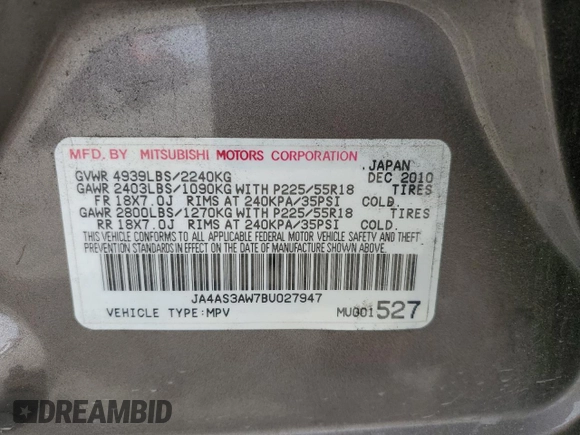 MFD. BY MITSUBISHI MOTORS CORPORATION JAPAN
GVWR 4939LBS/2240KG DEC 2010
GAWR 2403LBS/1090KG WITH P225/55R18 TIRES
FR 18X7.0J RIMS AT 240KPA/35PSI COLD.
GAWR 2800LBS/1270KG WITH P225/55R18 TIRES
RR 18X7.0J RIMS AT 240KPA/35PSI COLD.
THIS VEHICLE CONFORMS TO ALL APPLICABLE FEDERAL MOTOR VEHICLE SAFETY AND THEFT
PREVENTION STANDARDS IN EFFECT ON THE DATE OF MANUFACTURE SHOWN ABOVE.
JA4AS3AW7BU027947
VEHICLE TYPE:MPV MUG01527
DREAMBID